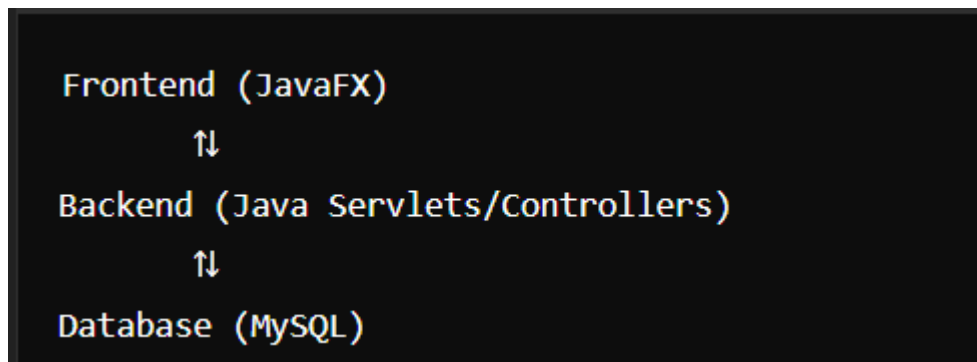 Frontend (JavaFX)
⇅
Backend (Java Servlets/Controllers)
⇅
Database (MySQL)